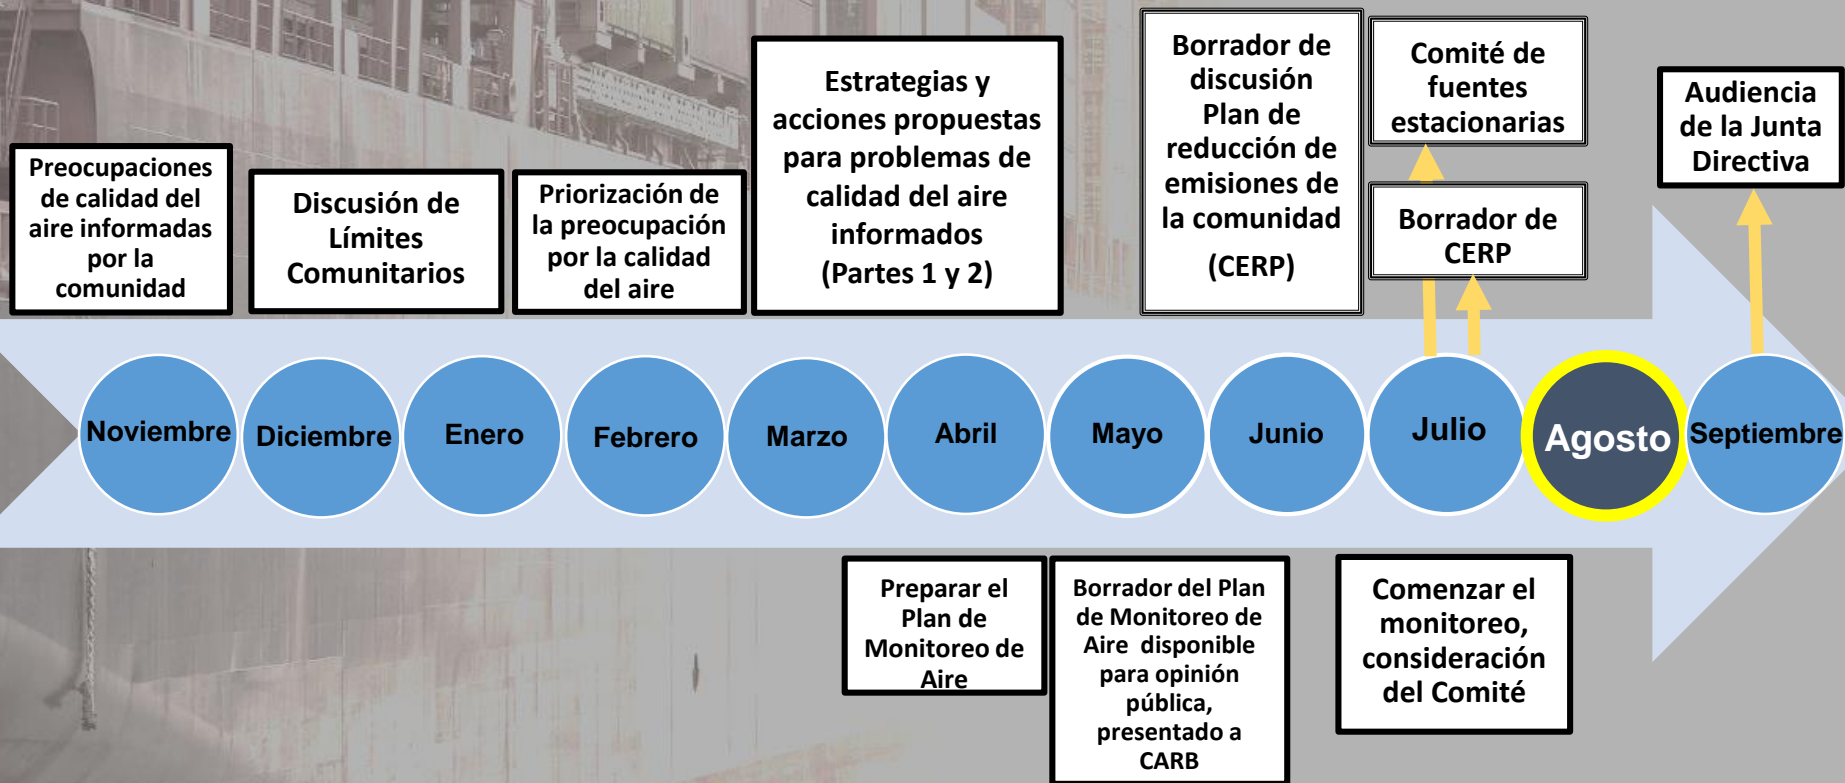 Preocupaciones
de calidad del
aire informadas
por la
comunidad
Discusión de
Límites
Comunitarios
Priorización de
la preocupación
por la calidad
del aire
Estrategias y
acciones propuestas
para problemas de
calidad del aire
informados
(Partes 1 y 2)
Borrador de
discusión
Plan de
reducción de
emisiones de
la comunidad
(CERP)
Comité de
fuentes
estacionarias
Borrador de
CERP
Audiencia
de la Junta
Directiva
Noviembre
Diciembre
Enero
Febrero
Marzo
Abril
Mayo
Junio
Julio
Agosto
Septiembre
Preparar el
Plan de
Monitoreo de
Aire
Borrador del Plan
de Monitoreo de
Aire disponible
para opinión
pública,
presentado a
CARB
Comenzar el
monitoreo,
consideración
del Comité